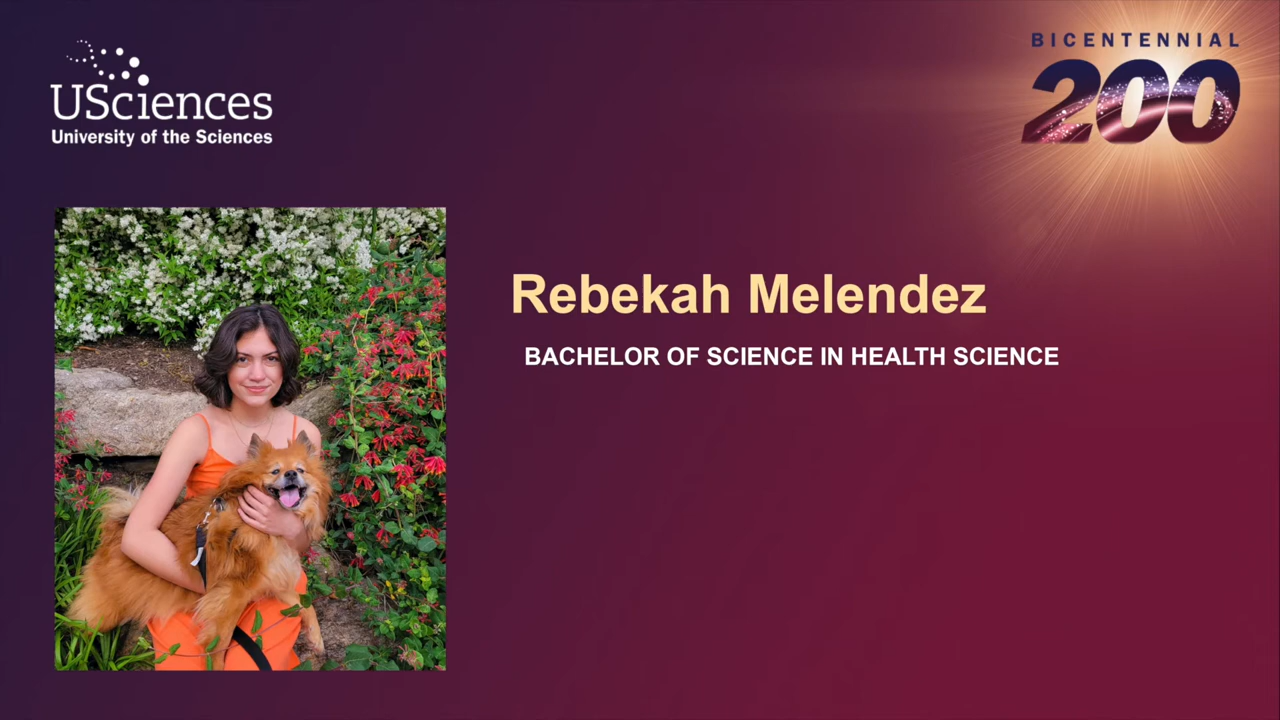 USciences
University of the Sciences
BICENTENNIAL
200
Rebekah Melendez
BACHELOR OF SCIENCE IN HEALTH SCIENCE